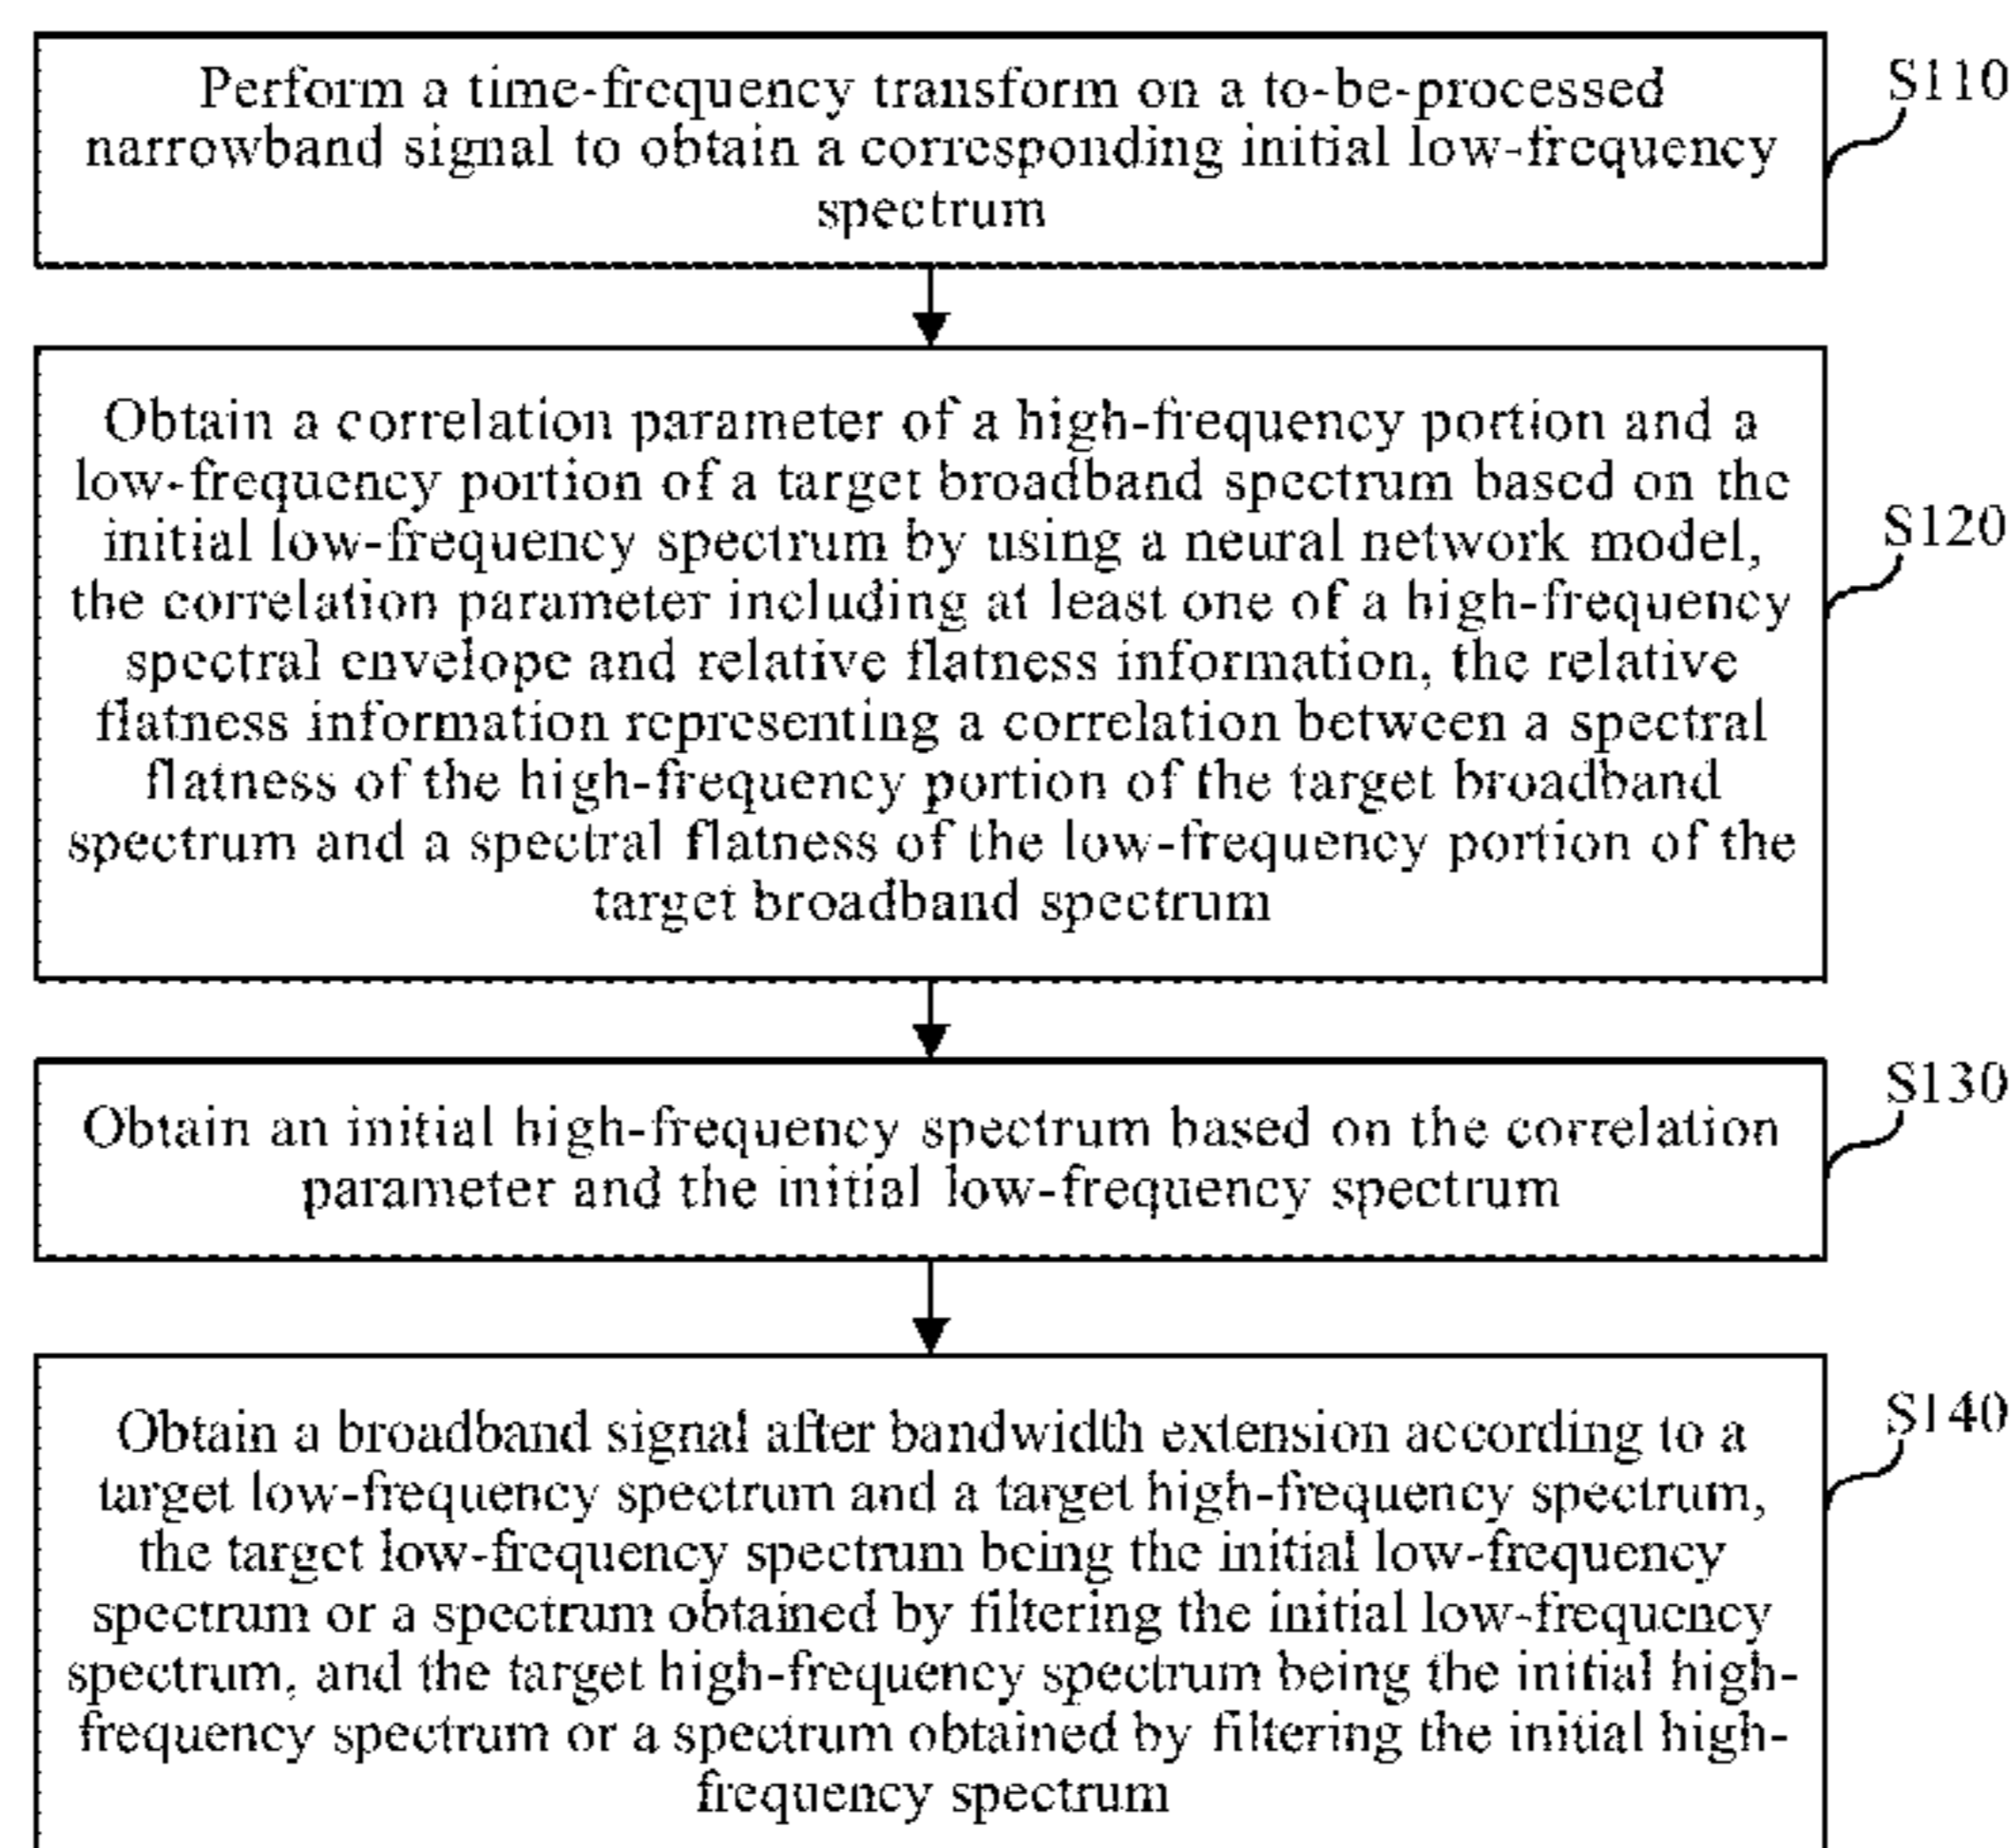 Perform a time-frequency transform on a to-be-processed
narrowband signal to obtain a corresponding initial low-frequency
spectrum
S110
Obtain a correlation parameter of a high-frequency portion and a
low-frequency portion of a target broadband spectrum based on the
initial low-frequency spectrum by using a neural network model,
the correlation parameter including at least one of a high-frequency
spectral envelope and relative flatness information, the relative
flatness information representing a correlation between a spectral
flatness of the high-frequency portion of the target broadband
spectrum and a spectral flatness of the low-frequency portion of the
target broadband spectrum
S120
Obtain an initial high-frequency spectrum based on the correlation
parameter and the initial low-frequency spectrum
S130
Obtain a broadband signal after bandwidth extension according to a
target low-frequency spectrum and a target high-frequency spectrum,
the target low-frequency spectrum being the initial low-frequency
spectrum or a spectrum obtained by filtering the initial low-frequency
spectrum, and the target high-frequency spectrum being the initial high-
frequency spectrum or a spectrum obtained by filtering the initial high-
frequency spectrum
S140